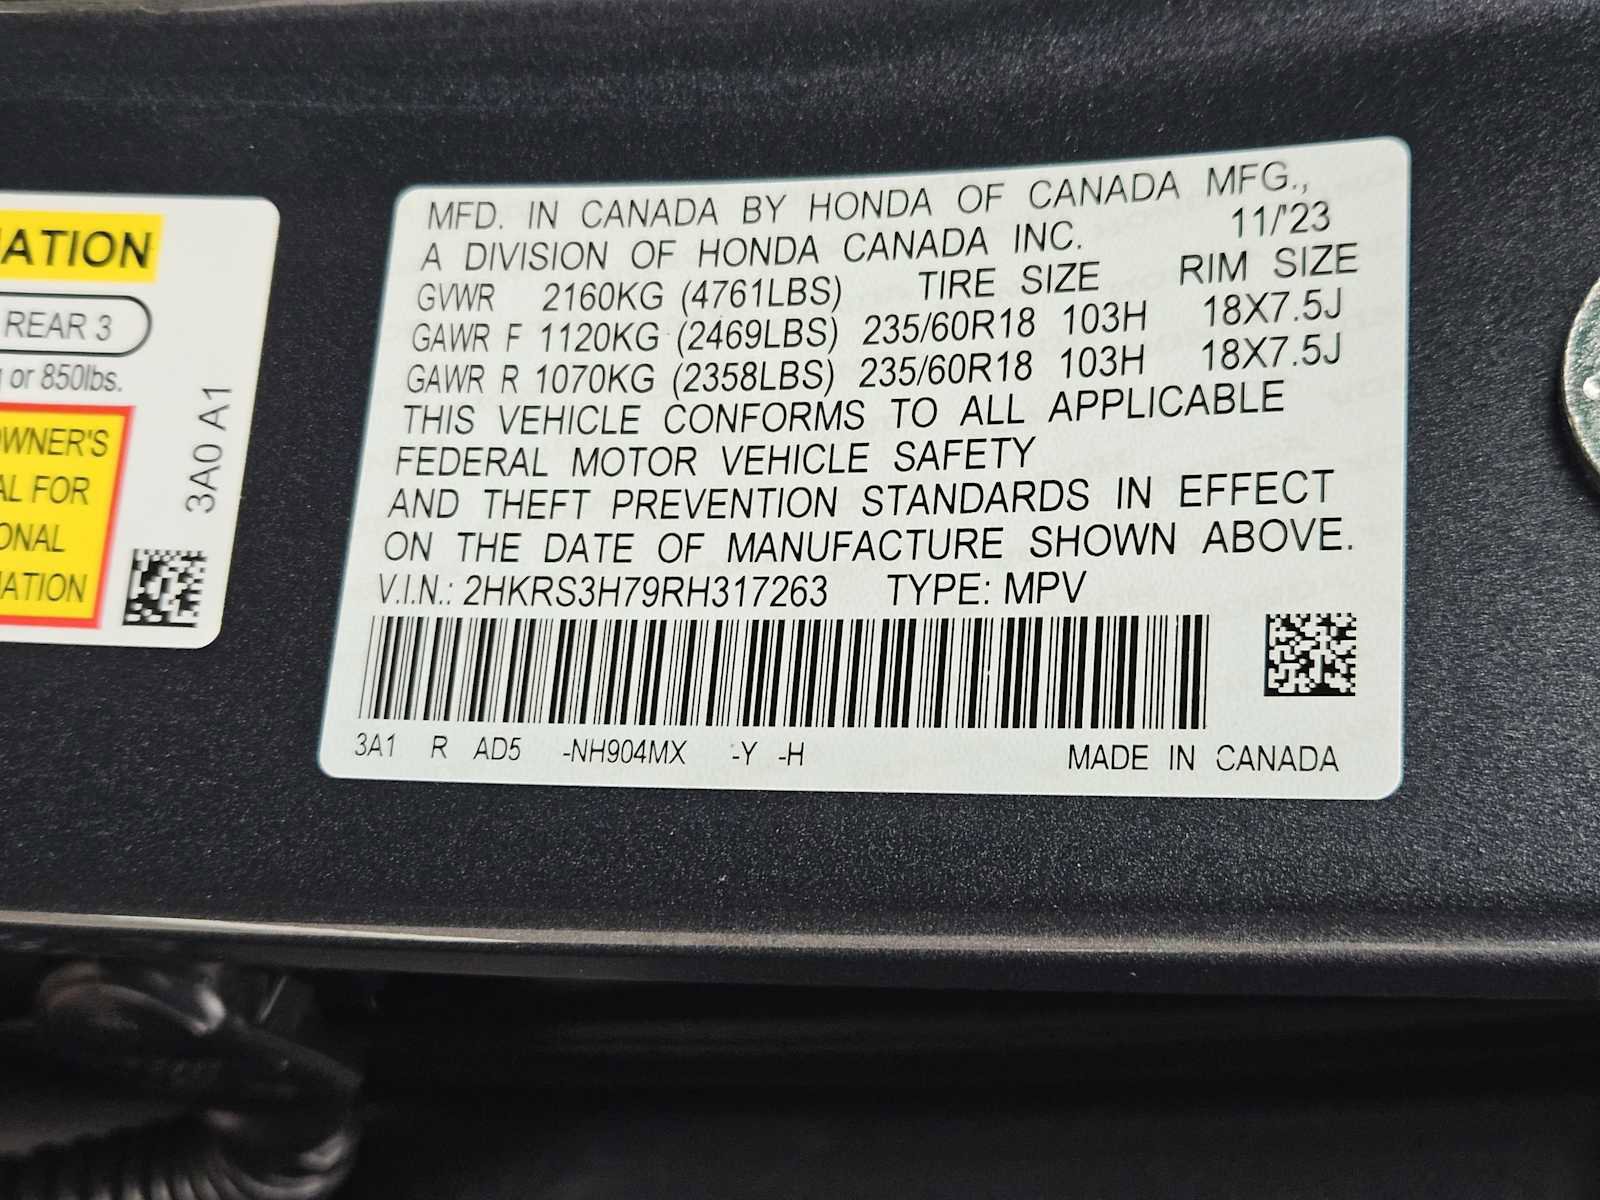 MATION
REAR 3
or 850lbs.
OWNER'S
AL FOR
ONAL
MATION
3A0 A1
MFD. IN CANADA BY HONDA OF CANADA MFG.,
A DIVISION OF HONDA CANADA INC. 11/'23
GVWR 2160KG (4761LBS) TIRE SIZE RIM SIZE
GAWR F 1120KG (2469LBS) 235/60R18 103H 18X7.5J
GAWR R 1070KG (2358LBS) 235/60R18 103H 18X7.5J
THIS VEHICLE CONFORMS TO ALL APPLICABLE
FEDERAL MOTOR VEHICLE SAFETY
AND THEFT PREVENTION STANDARDS IN EFFECT
ON THE DATE OF MANUFACTURE SHOWN ABOVE.
V.I.N.: 2HKRS3H79RH317263 TYPE: MPV
3A1 R AD5 -NH904MX -Y -H MADE IN CANADA